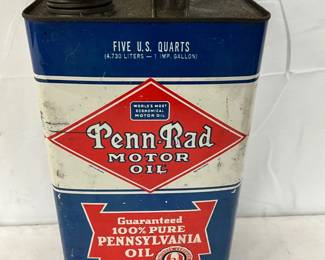 FIVE U.S. QUARTS
(4.730 LITERS — 1 IMP. GALLON)
WORLD'S MOST
ECONOMICAL
MOTOR OIL
Penn-Rad
MOTOR
OIL
Guaranteed
100% PURE
PENNSYLVANIA
OIL